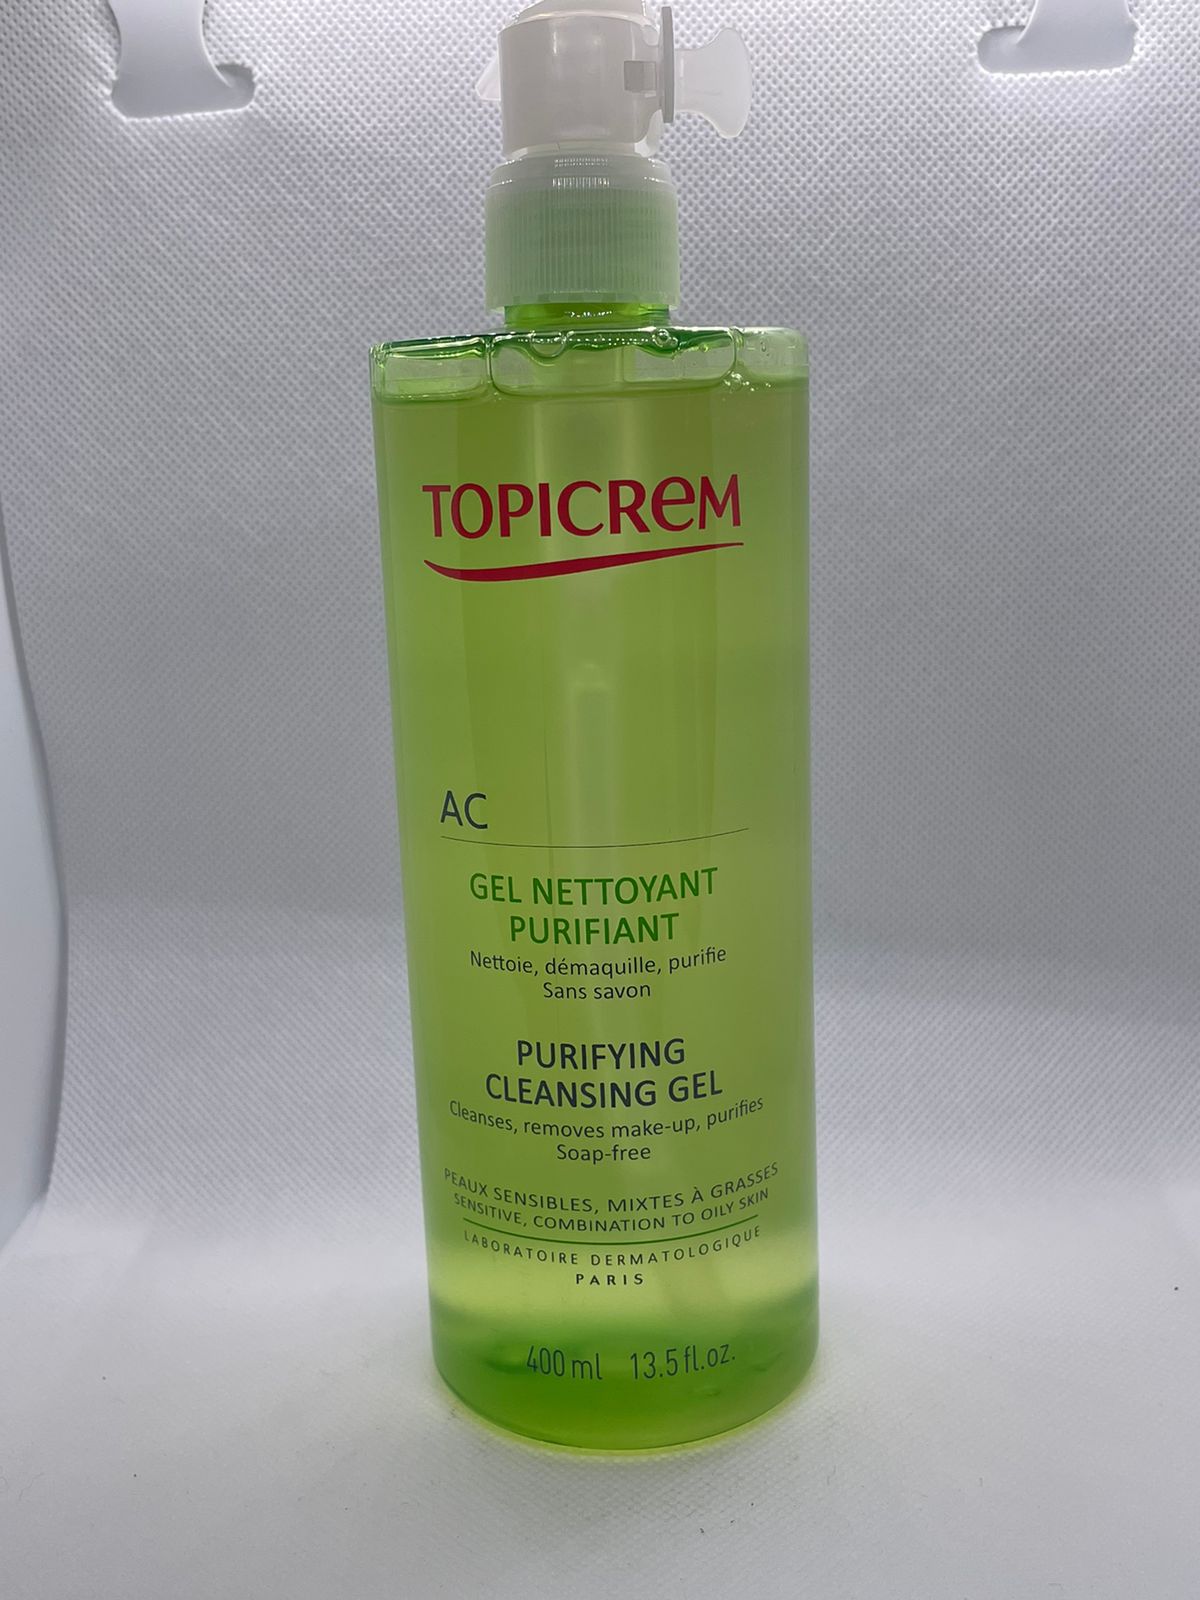 TOPICReM
AC
GEL NETTOYANT
PURIFIANT
Nettoie, démaquille, purifie
Sans savon
PURIFYING
CLEANSING GEL
Cleanses, removes make-up, purifies
Soap-free
PEAUX SENSIBLES, MIXTES À GRASSES
SENSITIVE, COMBINATION TO OILY SKIN
LABORATOIRE DERMATOLOGIQUE
PARIS
400 ml 13.5 fl.oz.